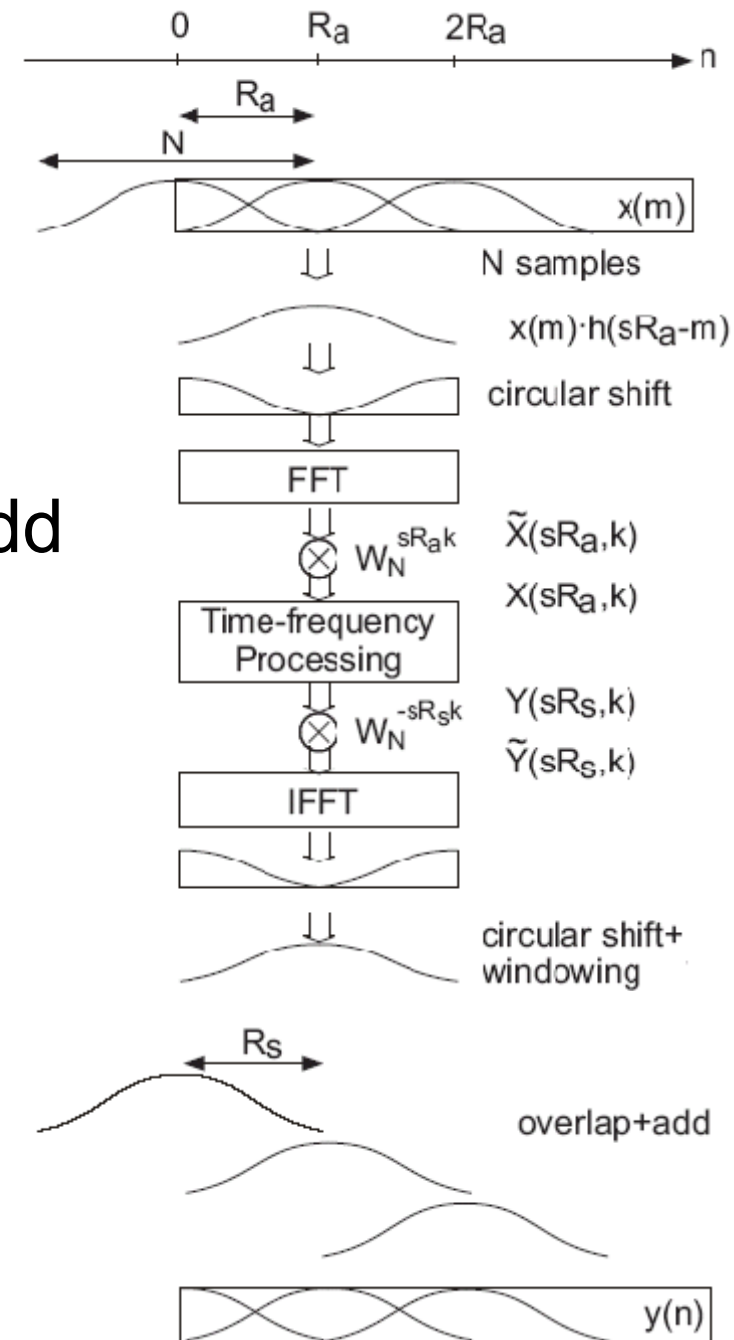 0 Rₐ 2Rₐ
n
Rₐ
N
x(m)
N samples
x(m)·h(sRₐ-m)
circular shift
FFT
dd
W_N^{sRₐk} X̃(sRₐ,k)
X(sRₐ,k)
Time-frequency
Processing
Y(sRₛ,k)
W_N^{-sRₛk}
Ỹ(sRₛ,k)
IFFT
circular shift+
windowing
Rₛ
overlap+add
y(n)